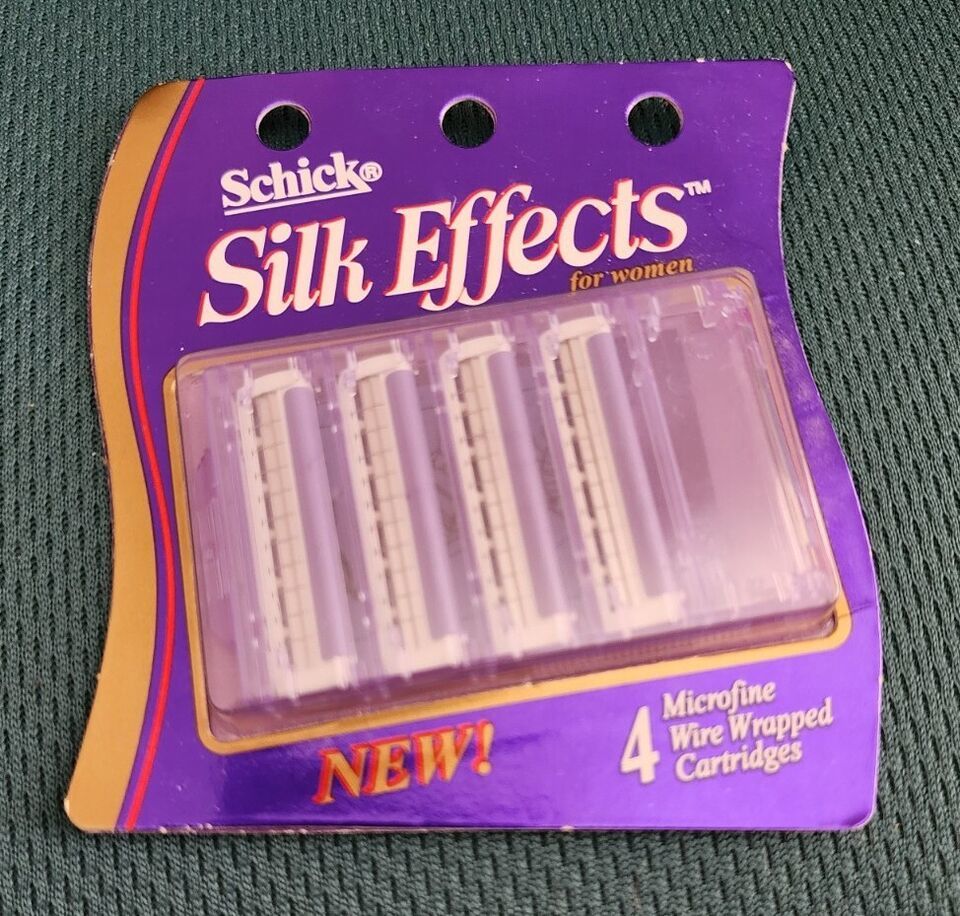 Schick®
Silk Effects™
for women
NEW!
4 Microfine
Wire Wrapped
Cartridges